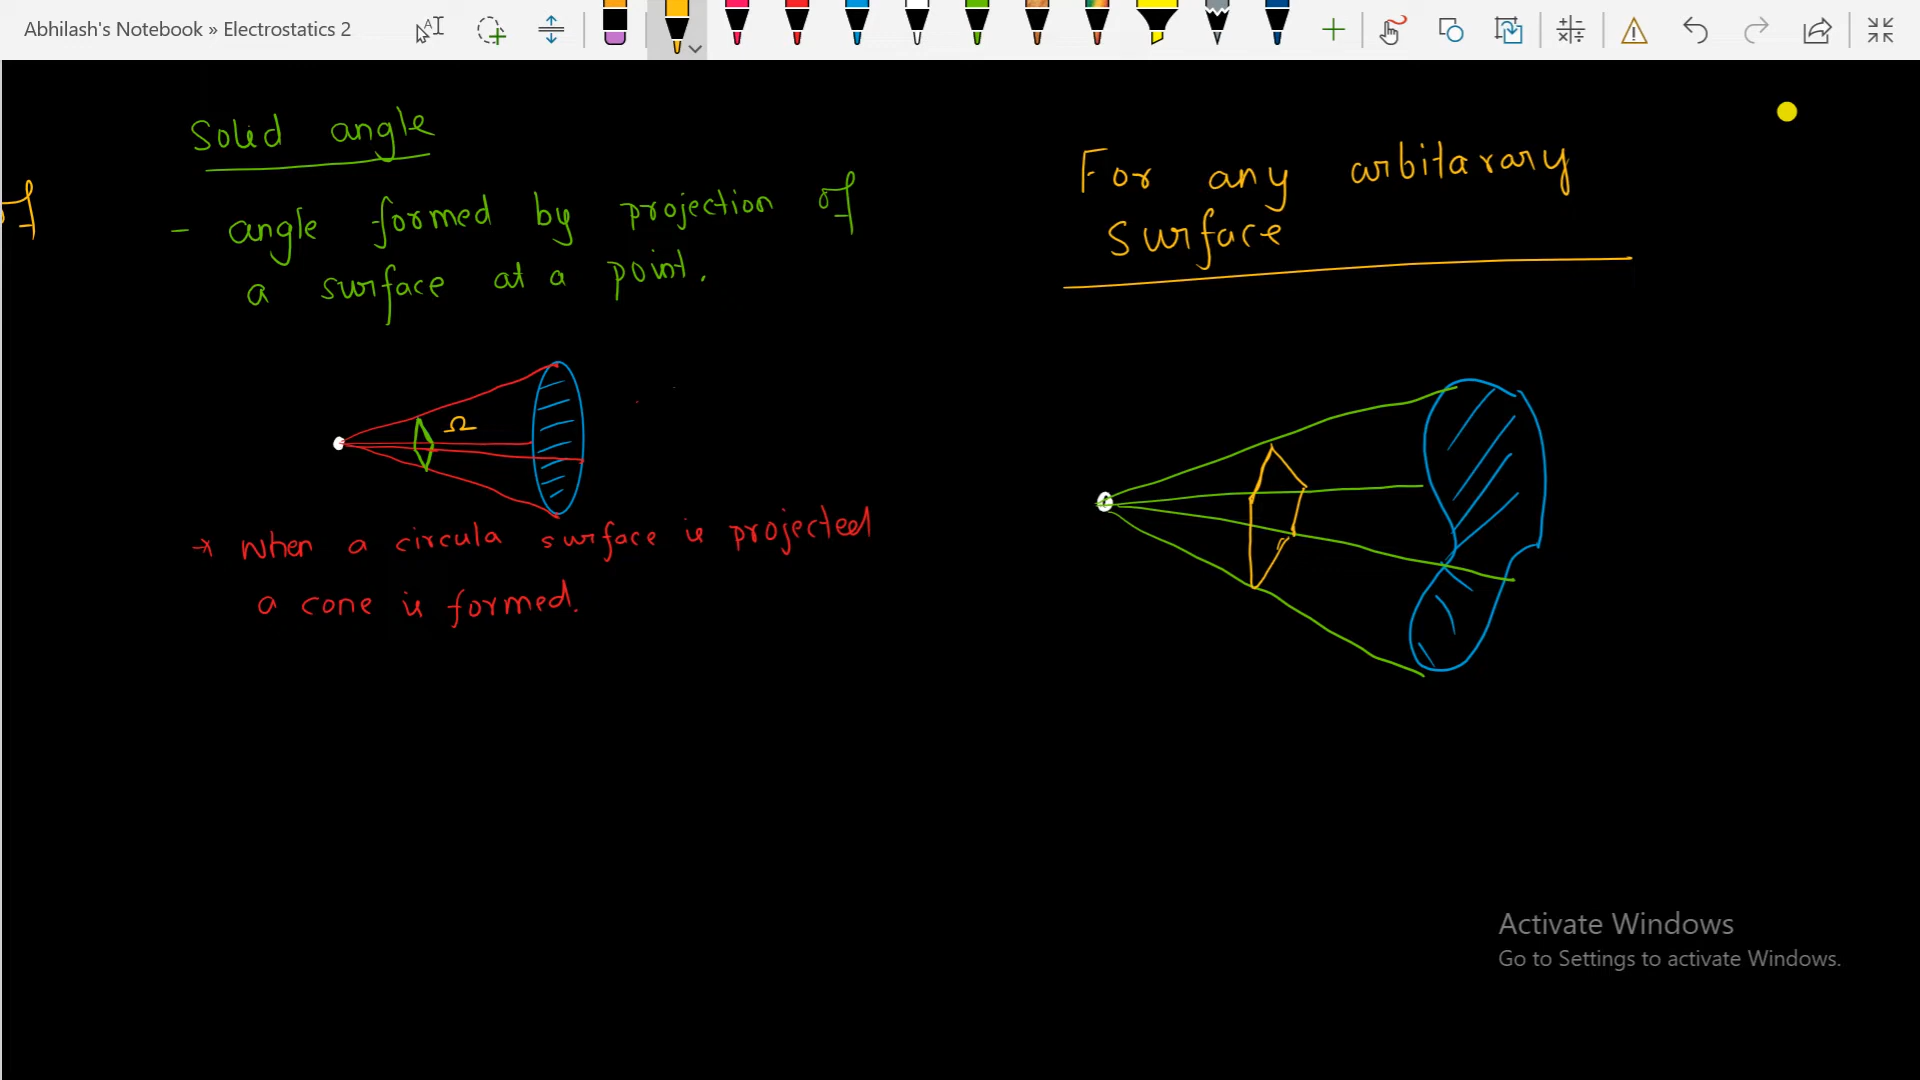 Abhilash's Notebook » Electrostatics 2
Solid angle
- angle formed by projection of
a surface at a point.
Ω
* When a circula surface is projected
a cone is formed.
of
For any arbitarary
surface
Activate Windows
Go to Settings to activate Windows.